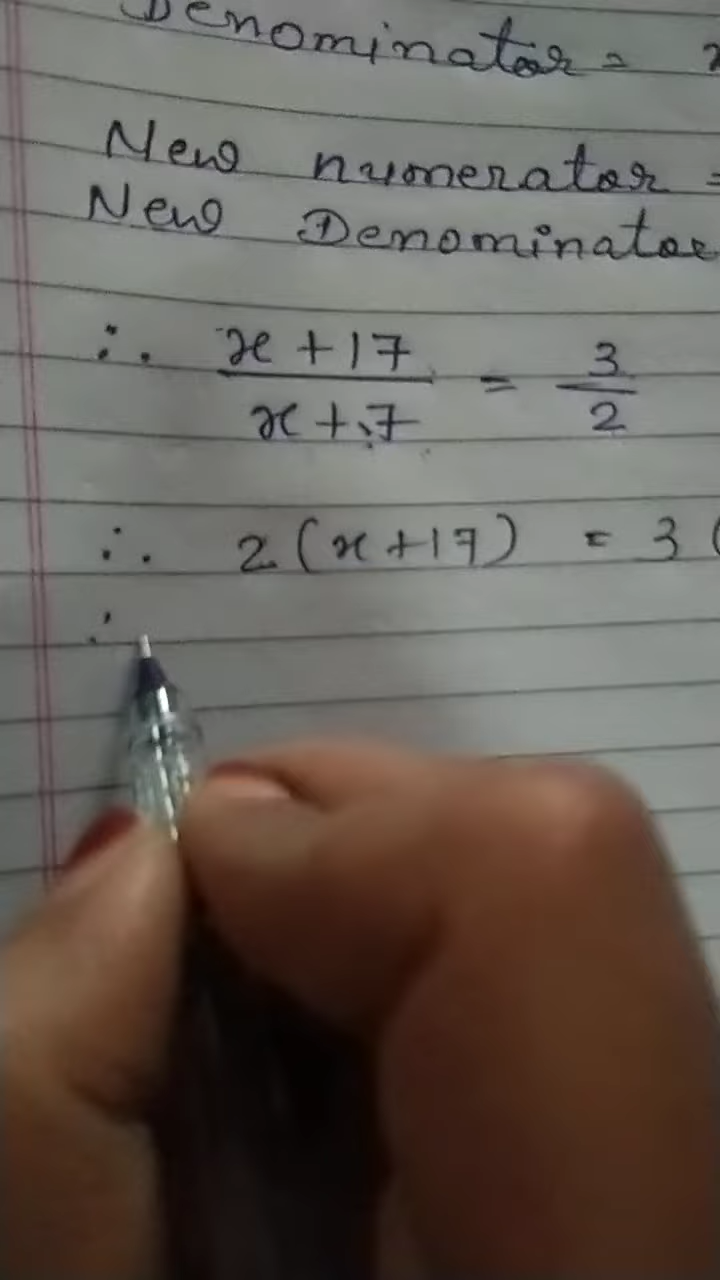 Denominator =
New numerator =
New Denominator
∴ x + 17 / x + 7 = 3 / 2
∴ 2 (x + 17) = 3 (
∴